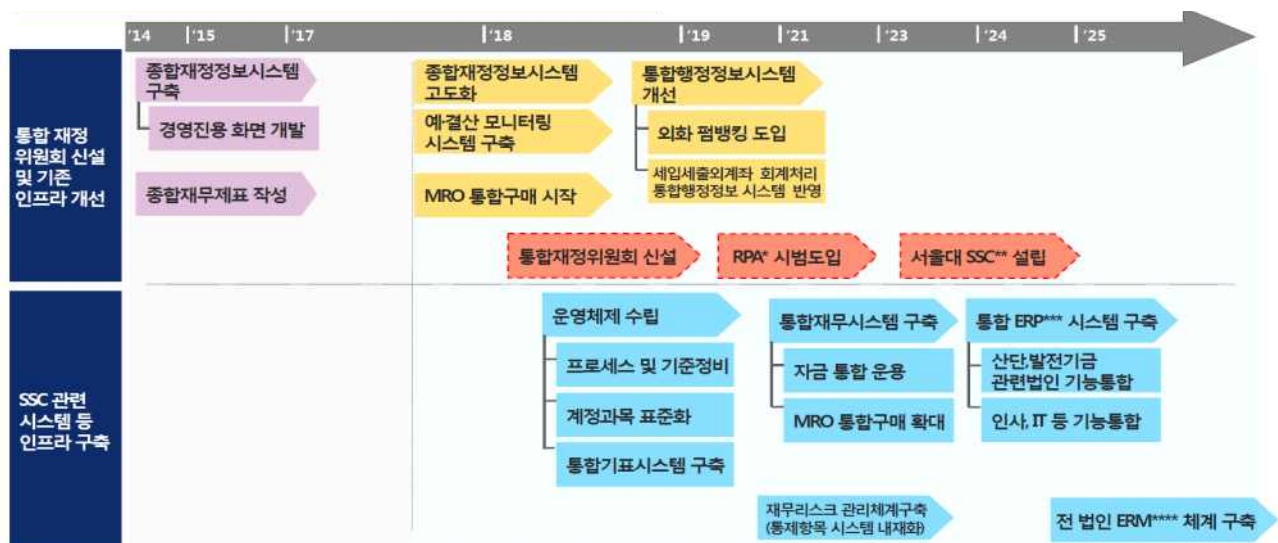 '14
'15
'17
'18
'19
'21
'23
'24
'25
통합 재정
위원회 신설
및 기존
인프라 개선
종합재정정보시스템
구축
경영진용 화면 개발
종합재무제표 작성
종합재정정보시스템
고도화
예·결산 모니터링
시스템 구축
MRO 통합구매 시작
통합행정정보시스템
개선
외화 펌뱅킹 도입
세입세출외계좌 회계처리
통합행정정보 시스템 반영
통합재정위원회 신설
RPA* 시범도입
서울대 SSC** 설립
SSC 관련
시스템 등
인프라 구축
운영체제 수립
프로세스 및 기준정비
계정과목 표준화
통합기표시스템 구축
통합재무시스템 구축
자금 통합 운용
MRO 통합구매 확대
재무리스크 관리체계구축
(통제항목 시스템 내재화)
통합 ERP*** 시스템 구축
산단,발전기금
관련법인 기능통합
인사, IT 등 기능통합
전 법인 ERM**** 체계 구축